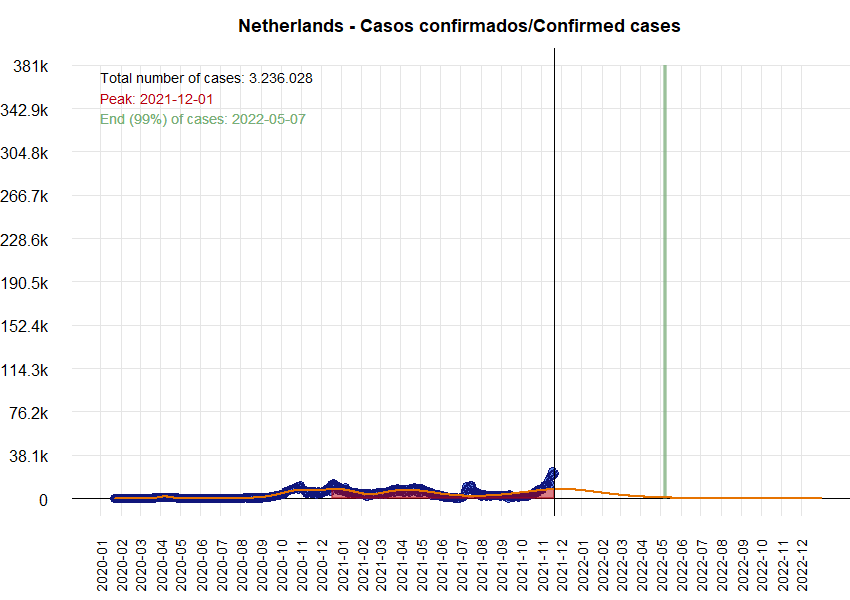 Netherlands - Casos confirmados/Confirmed cases
Total number of cases: 3.236.028
Peak: 2021-12-01
End (99%) of cases: 2022-05-07
381k
342.9k
304.8k
266.7k
228.6k
190.5k
152.4k
114.3k
76.2k
38.1k
0
2020-01
2020-02
2020-03
2020-04
2020-05
2020-06
2020-07
2020-08
2020-09
2020-10
2020-11
2020-12
2021-01
2021-02
2021-03
2021-04
2021-05
2021-06
2021-07
2021-08
2021-09
2021-10
2021-11
2021-12
2022-01
2022-02
2022-03
2022-04
2022-05
2022-06
2022-07
2022-08
2022-09
2022-10
2022-11
2022-12